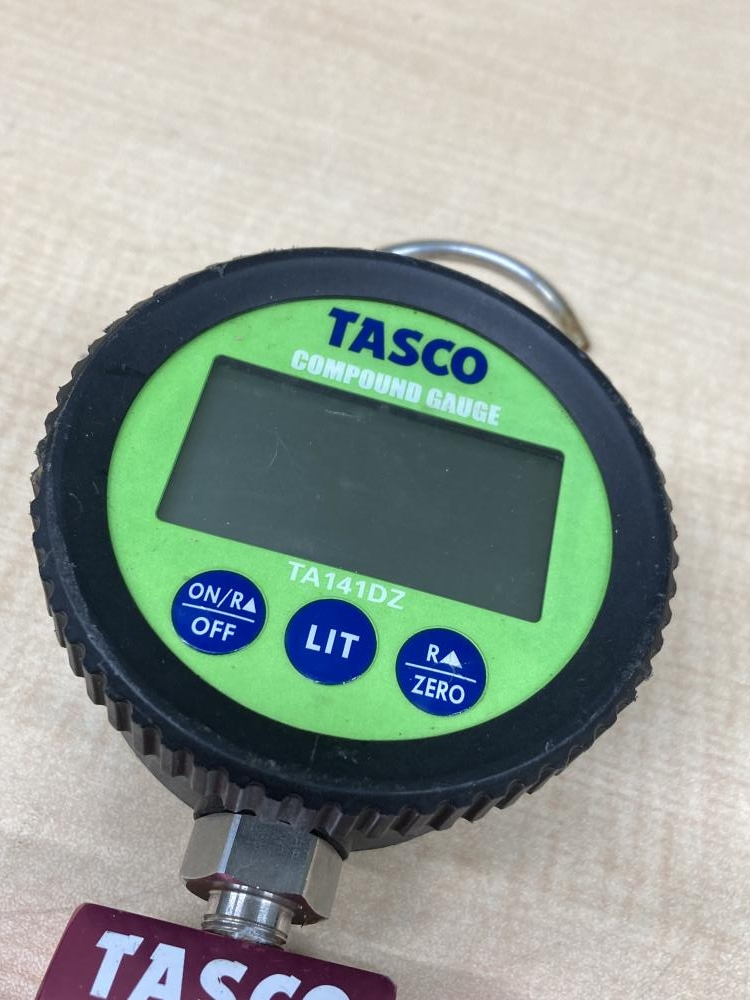 TASCO
COMPOUND GAUGE
TA141DZ
ON/R▲
OFF
LIT
R▲
ZERO
TASCO